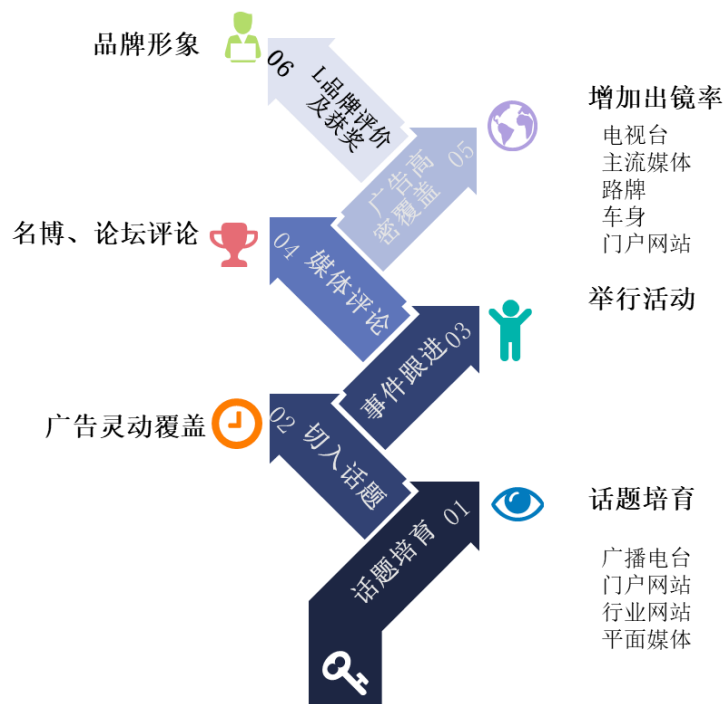 品牌形象
06
L品牌评价
及获奖
增加出镜率
电视台
主流媒体
路牌
车身
门户网站
05
广告高
密覆盖
名博、论坛评论
04 媒体评论
举行活动
事件跟进 03
广告灵动覆盖
02 切入话题
话题培育
广播电台
门户网站
行业网站
平面媒体
话题培育 01